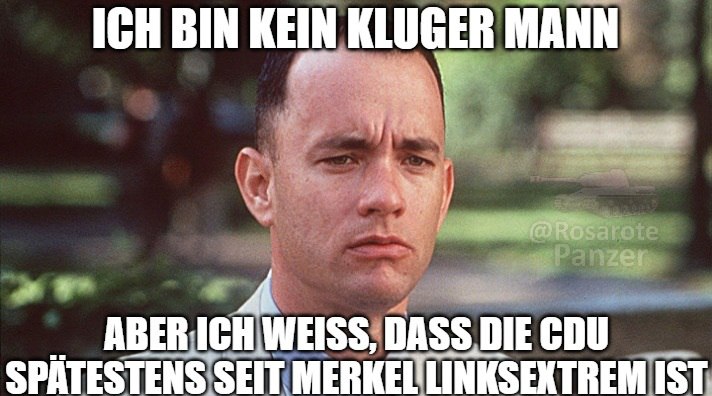 ICH BIN KEIN KLUGER MANN
@Rosarote
Panzer
ABER ICH WEISS, DASS DIE CDU
SPÄTESTENS SEIT MERKEL LINKSEXTREM IST